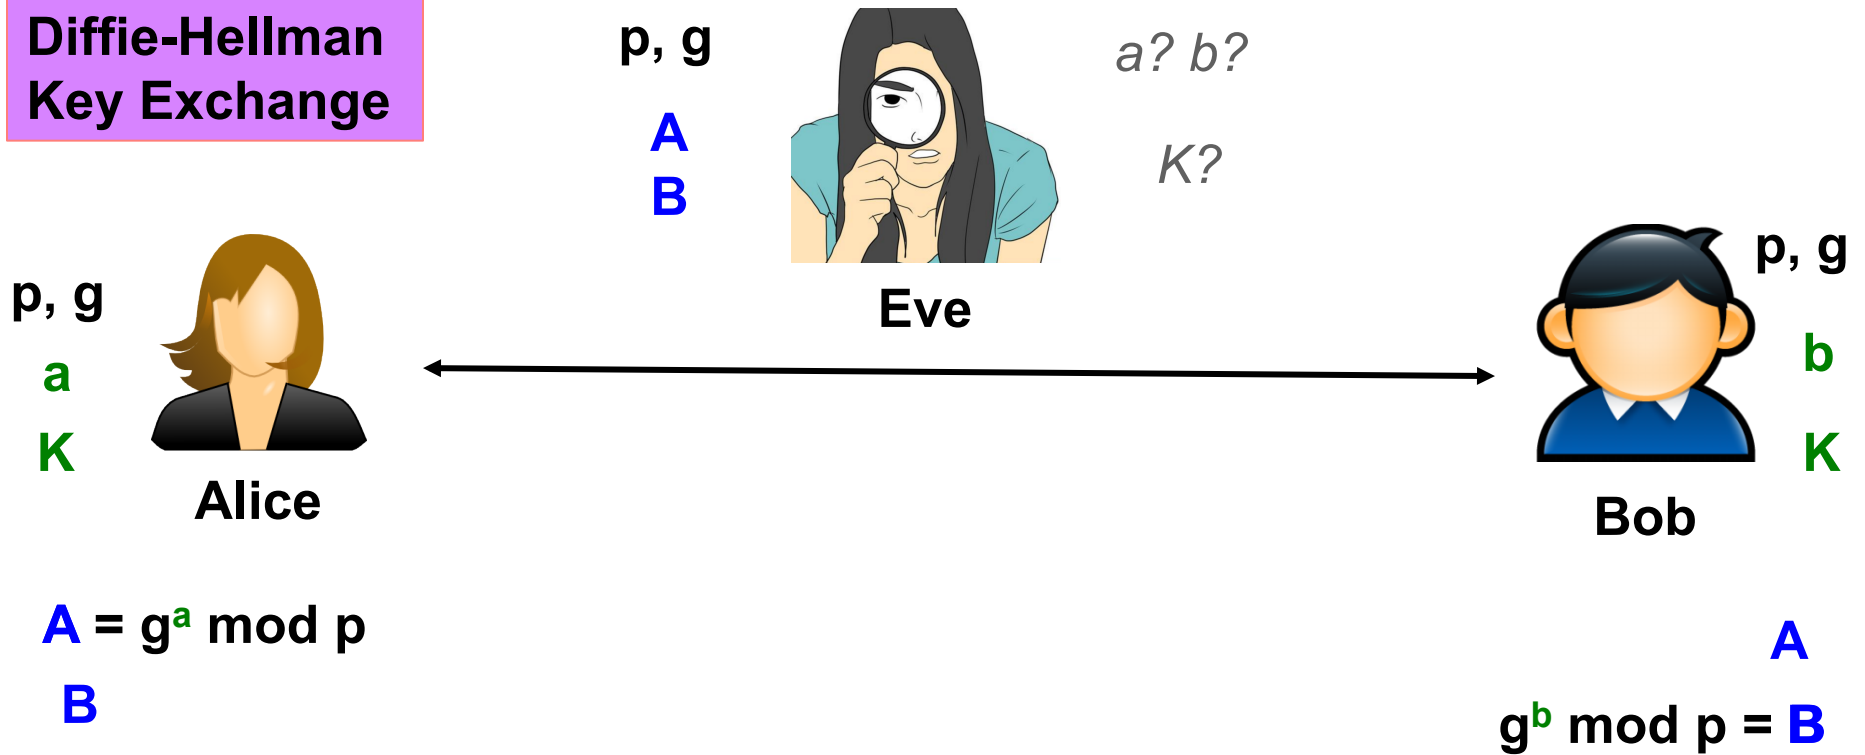 Diffie-Hellman
Key Exchange
p, g
A
B
a? b?
K?
Eve
p, g
a
K
Alice
p, g
b
K
Bob
A = gᵃ mod p
B
A
gᵇ mod p = B